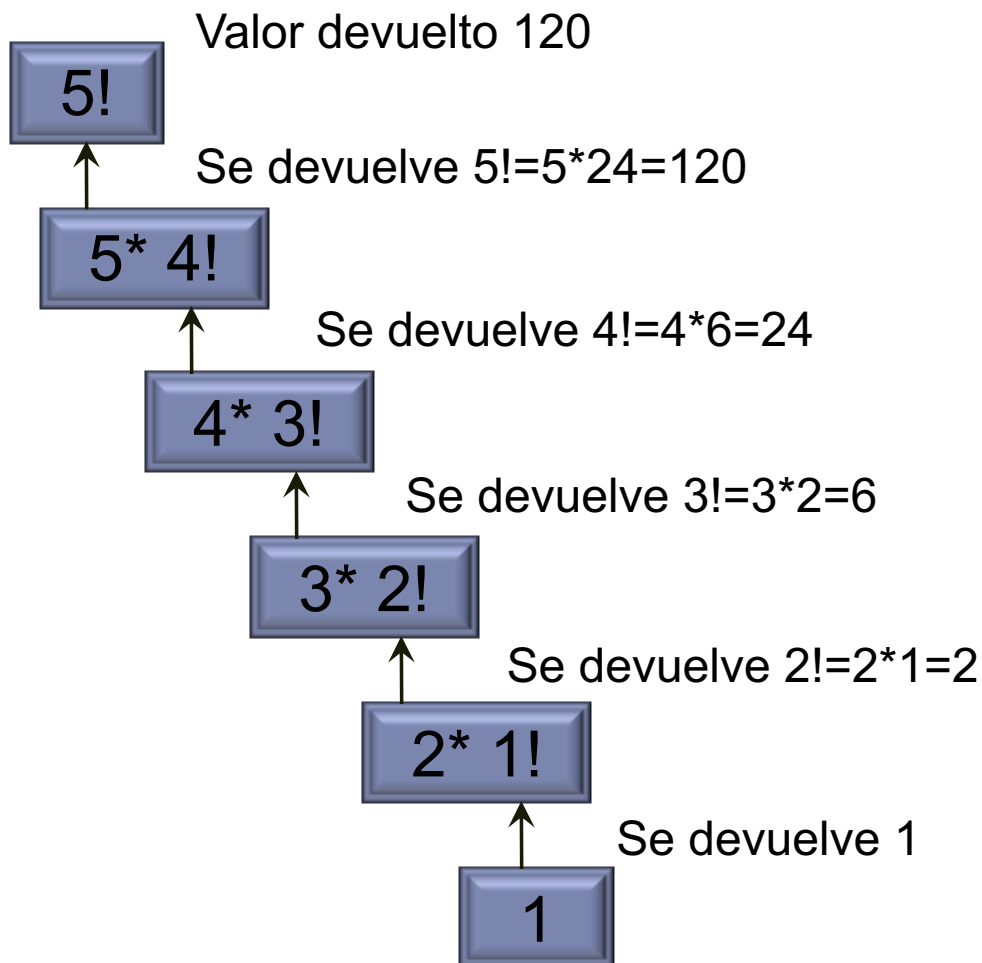 Valor devuelto 120
5!
Se devuelve 5!=5*24=120
5* 4!
Se devuelve 4!=4*6=24
4* 3!
Se devuelve 3!=3*2=6
3* 2!
Se devuelve 2!=2*1=2
2* 1!
Se devuelve 1
1